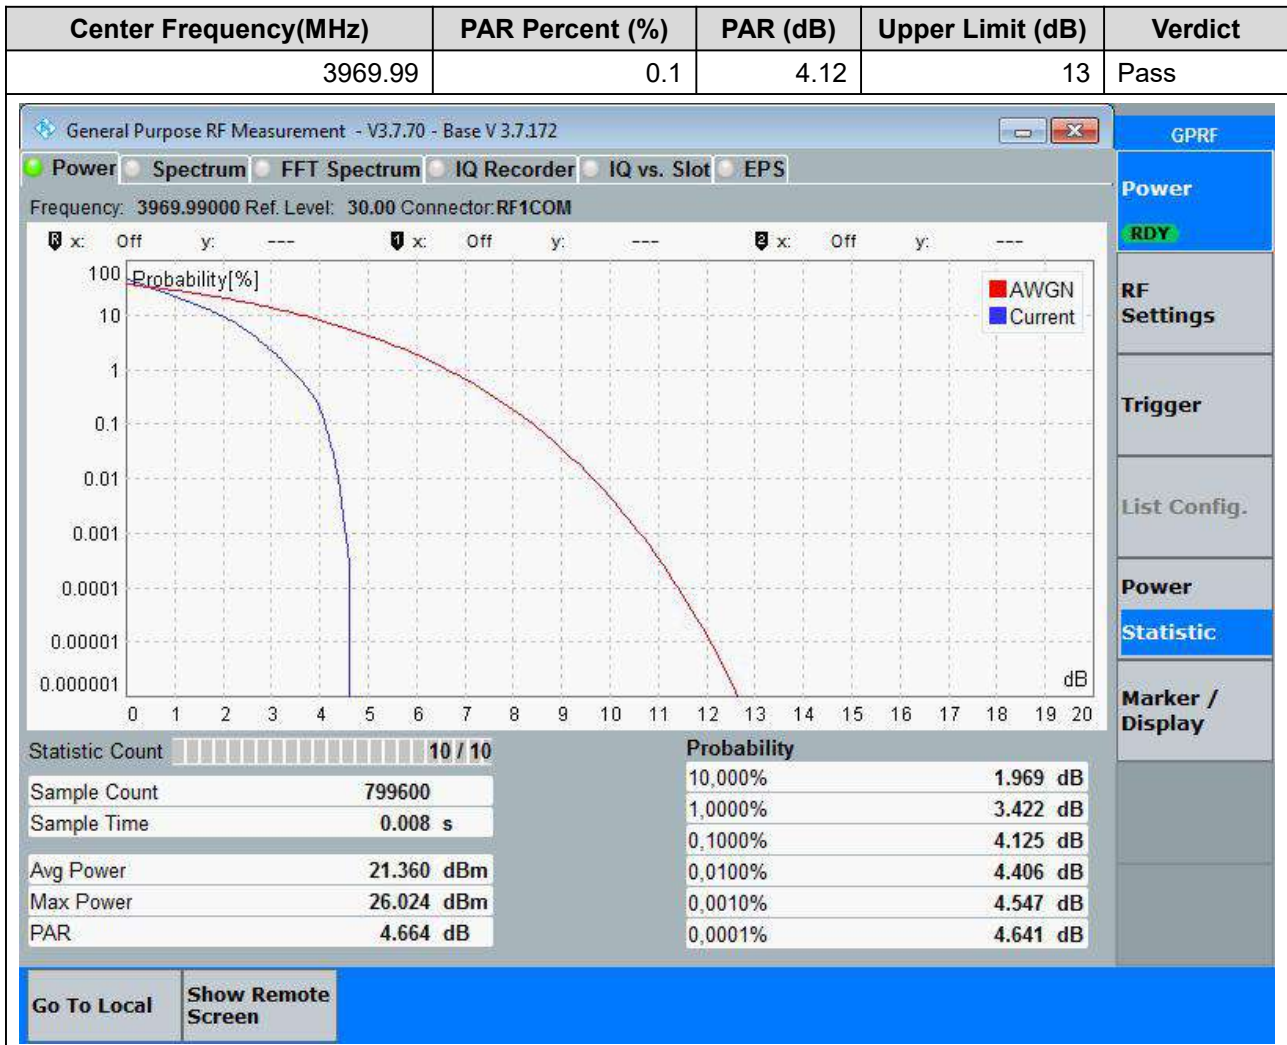 Center Frequency(MHz) PAR Percent (%) PAR (dB) Upper Limit (dB) Verdict
3969.99 0.1 4.12 13 Pass
General Purpose RF Measurement - V3.7.70 - Base V 3.7.172
GPRF
Power Spectrum FFT Spectrum IQ Recorder IQ vs. Slot EPS
Frequency: 3969.99000 Ref. Level: 30.00 Connector:RF1COM
R x: Off y: --- 1 x: Off y: --- 2 x: Off y: ---
Probability[%]
AWGN
Current
100
10
1
0.1
0.01
0.001
0.0001
0.00001
0.000001
dB
0 1 2 3 4 5 6 7 8 9 10 11 12 13 14 15 16 17 18 19 20
Statistic Count 10 / 10
Sample Count 799600
Sample Time 0.008 s
Avg Power 21.360 dBm
Max Power 26.024 dBm
PAR 4.664 dB
Probability
10,000% 1.969 dB
1,0000% 3.422 dB
0,1000% 4.125 dB
0,0100% 4.406 dB
0,0010% 4.547 dB
0,0001% 4.641 dB
Power
RDY
RF
Settings
Trigger
List Config.
Power
Statistic
Marker /
Display
Go To Local
Show Remote
Screen